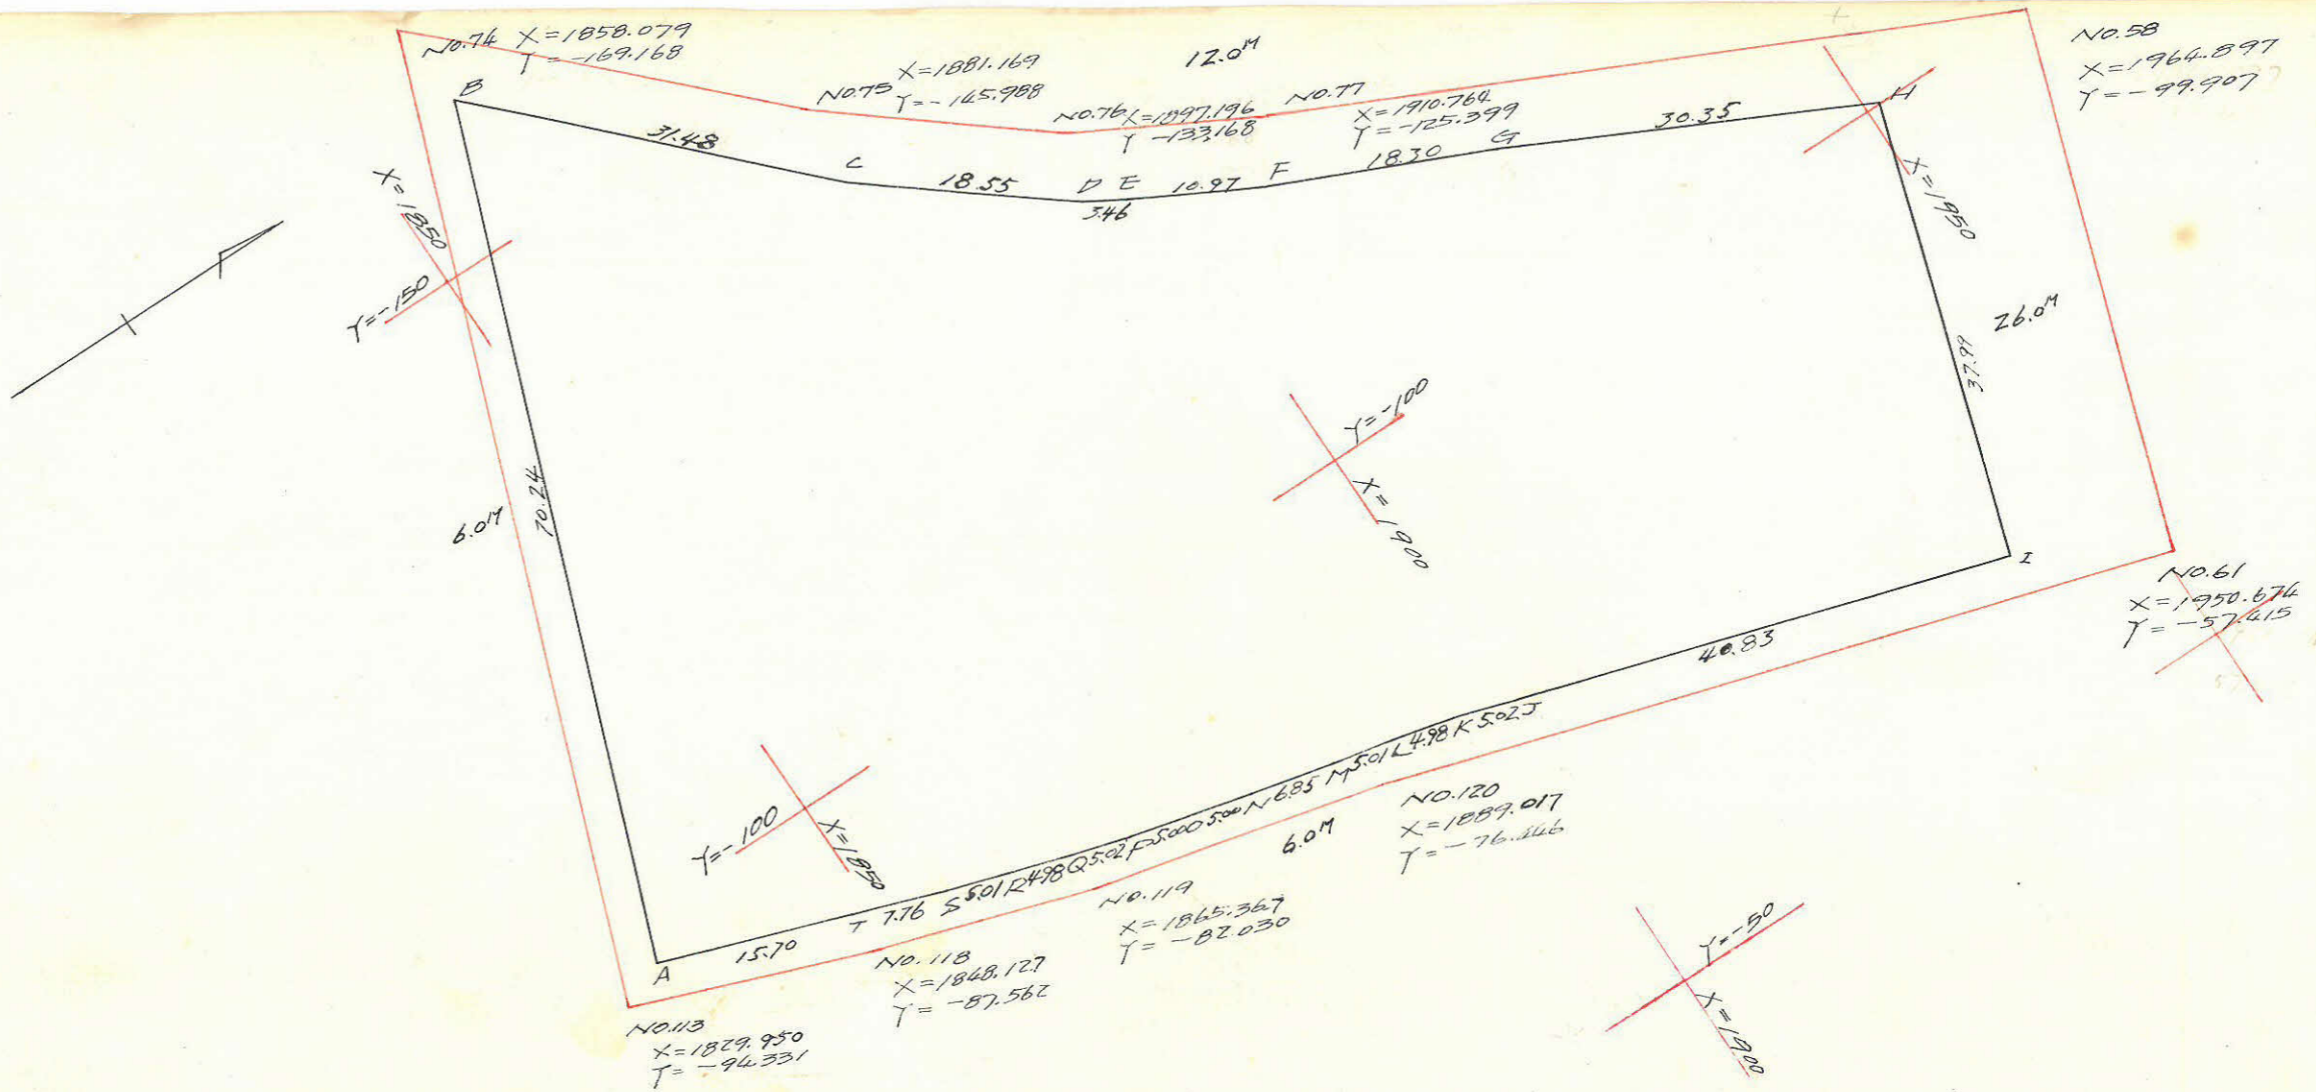 No.74 X=1858.079
Y=-169.168
No.75 X=1881.169
Y=-145.988
12.0M
No.76 X=1897.196
Y -133.168
No.77
X=1910.764
Y=-125.399
No.58
X=1964.897
Y=-99.907
B
31.48
C
18.55
D E
3.46
10.97
F
18.30
G
30.35
H
X=1850
Y=-150
X=1950
26.0M
37.99
Y=-100
X=1900
6.0M
70.24
I
No.61
X=1950.674
Y=-57.415
40.83
Y=-100
X=1850
A
15.70
T 7.76 S 5.01 R 4.98 Q 5.02 P 5.00 O 5.00 N 6.85 M 5.01 L 4.98 K 5.02 J
6.0M
No.120
X=1889.017
Y=-76.446
No.119
X=1865.367
Y=-82.030
No.118
X=1848.127
Y=-87.562
No.113
X=1829.950
Y=-94.331
Y=-50
X=1900